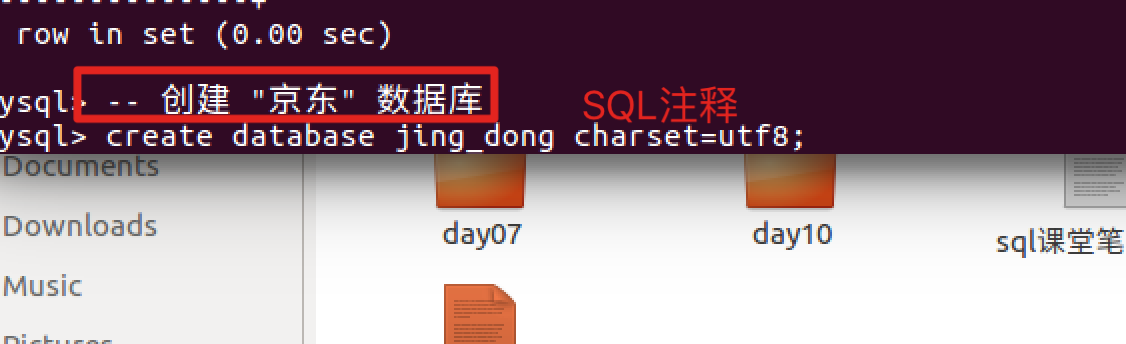 row in set (0.00 sec)
ysql> -- 创建 "京东" 数据库
SQL注释
ysql> create database jing_dong charset=utf8;
Documents
Downloads
day07
day10
sql课堂笔
Music
Pictures